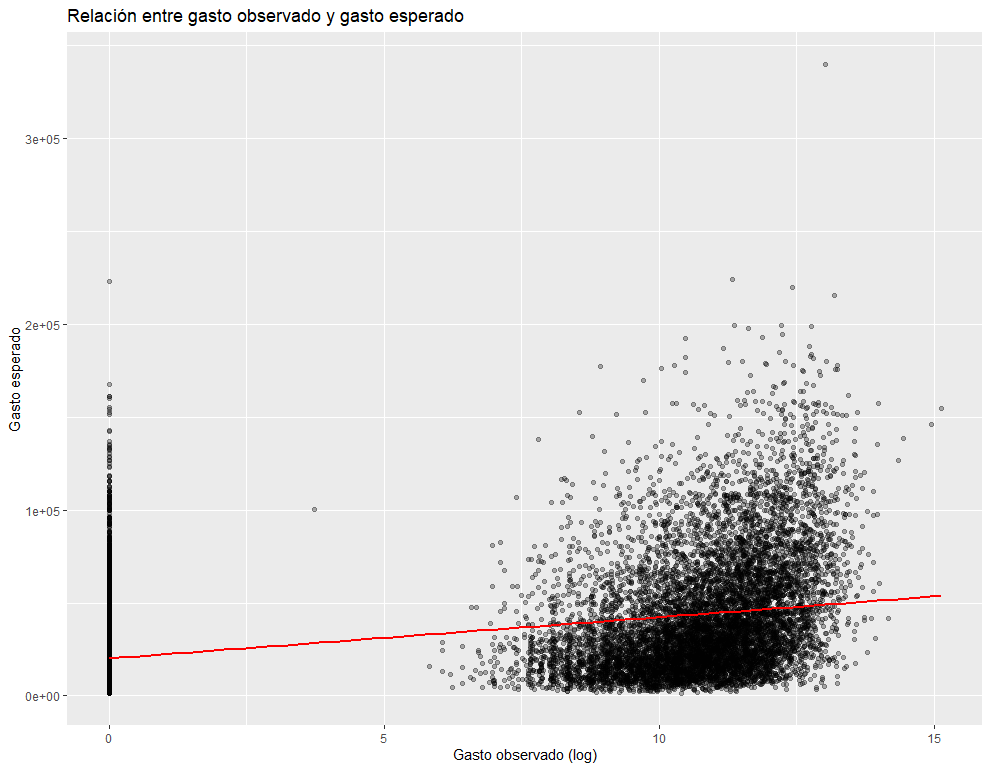 Relación entre gasto observado y gasto esperado
Gasto esperado
3e+05
2e+05
1e+05
0e+00
0
5
10
15
Gasto observado (log)